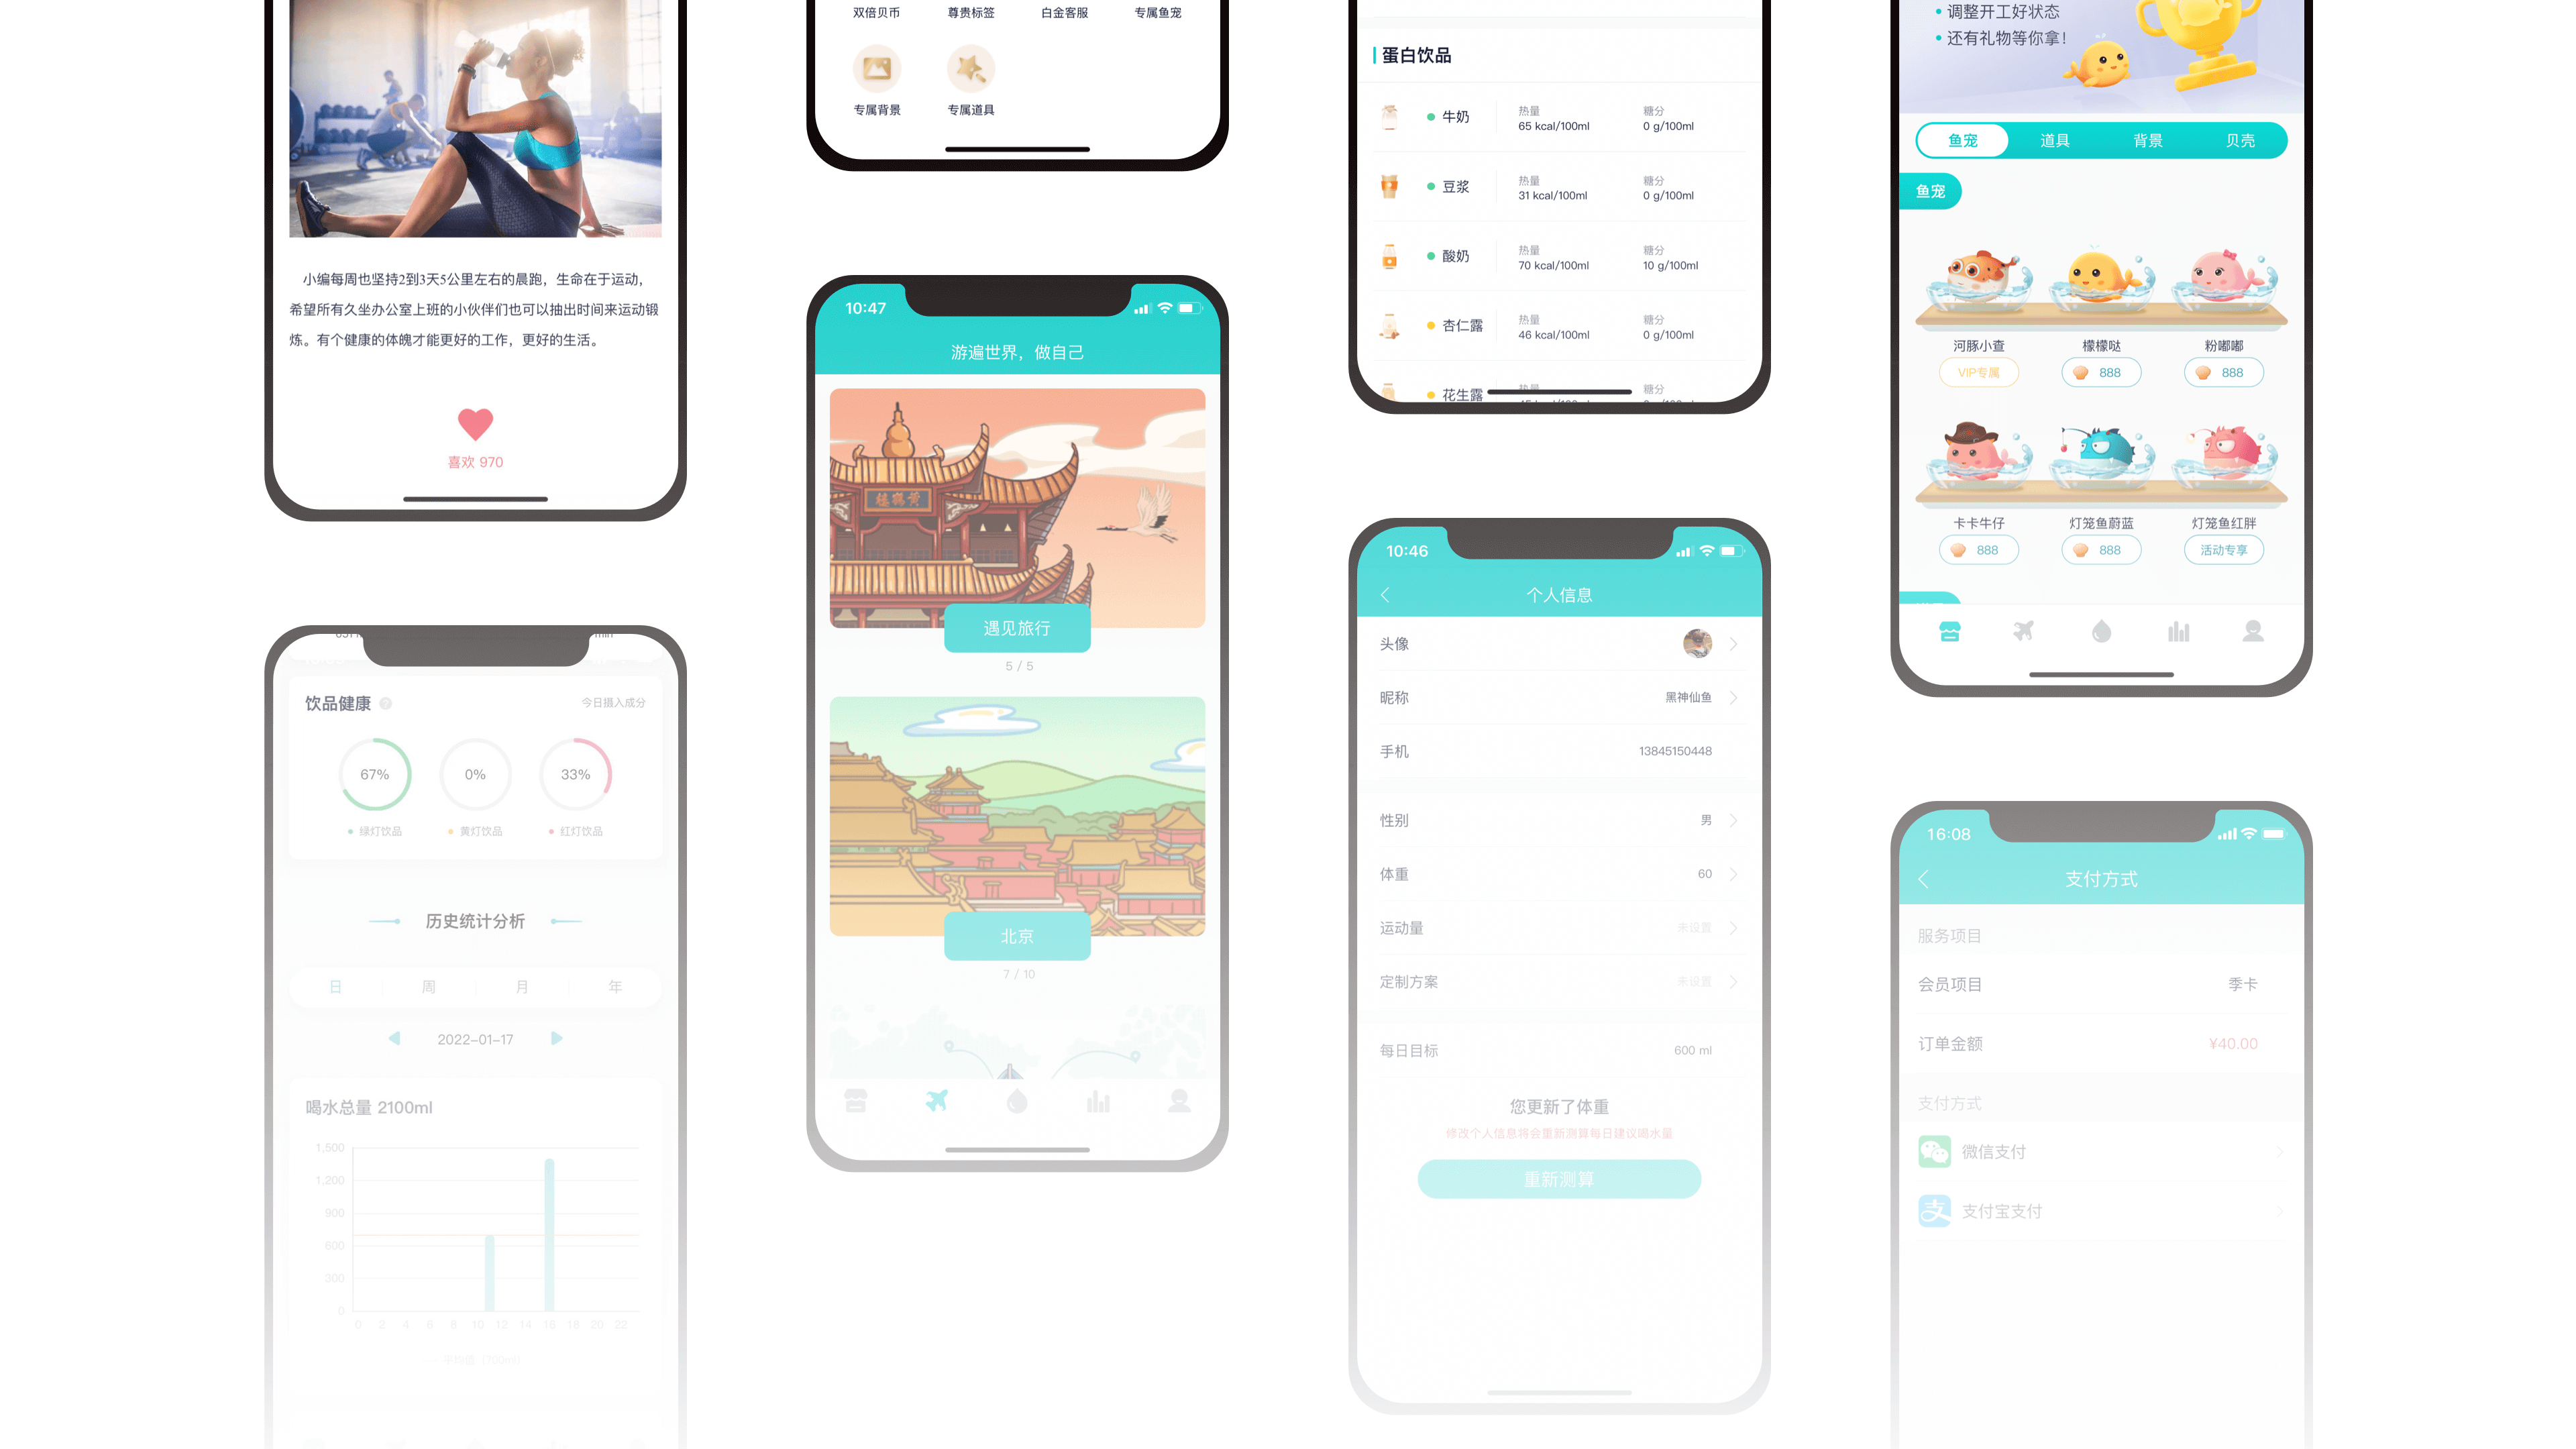 小编每周也坚持2到3天5公里左右的晨跑，生命在于运动，
希望所有久坐办公室上班的小伙伴们也可以抽出时间来运动锻
炼。有个健康的体魄才能更好的工作，更好的生活。
喜欢 970
min
饮品健康 ?
今日摄入成分
67%
0%
33%
绿灯饮品
黄灯饮品
红灯饮品
历史统计分析
日
周
月
年
2022-01-17
喝水总量 2100ml
1,500
1,200
900
600
300
0
0 2 4 6 8 10 12 14 16 18 20 22
平均值 (700ml)
双倍贝币
尊贵标签
白金客服
专属鱼宠
专属背景
专属道具
10:47
游遍世界，做自己
黄鹤楼
遇见旅行
5 / 5
北京
7 / 10
蛋白饮品
牛奶
热量
65 kcal/100ml
糖分
0 g/100ml
豆浆
热量
31 kcal/100ml
糖分
0 g/100ml
酸奶
热量
70 kcal/100ml
糖分
10 g/100ml
杏仁露
热量
46 kcal/100ml
糖分
0 g/100ml
花生露
热量
糖分
10:46
个人信息
头像
昵称
黑神仙鱼
手机
13845150448
性别
男
体重
60
运动量
未设置
定制方案
未设置
每日目标
600 ml
您更新了体重
修改个人信息将会重新测算每日建议喝水量
重新测算
• 调整开工好状态
• 还有礼物等你拿！
鱼宠
道具
背景
贝壳
鱼宠
河豚小查
檬檬哒
粉嘟嘟
VIP专属
888
888
卡卡牛仔
灯笼鱼蔚蓝
灯笼鱼红胖
888
888
活动专享
16:08
支付方式
服务项目
会员项目
季卡
订单金额
¥40.00
支付方式
微信支付
支
支付宝支付